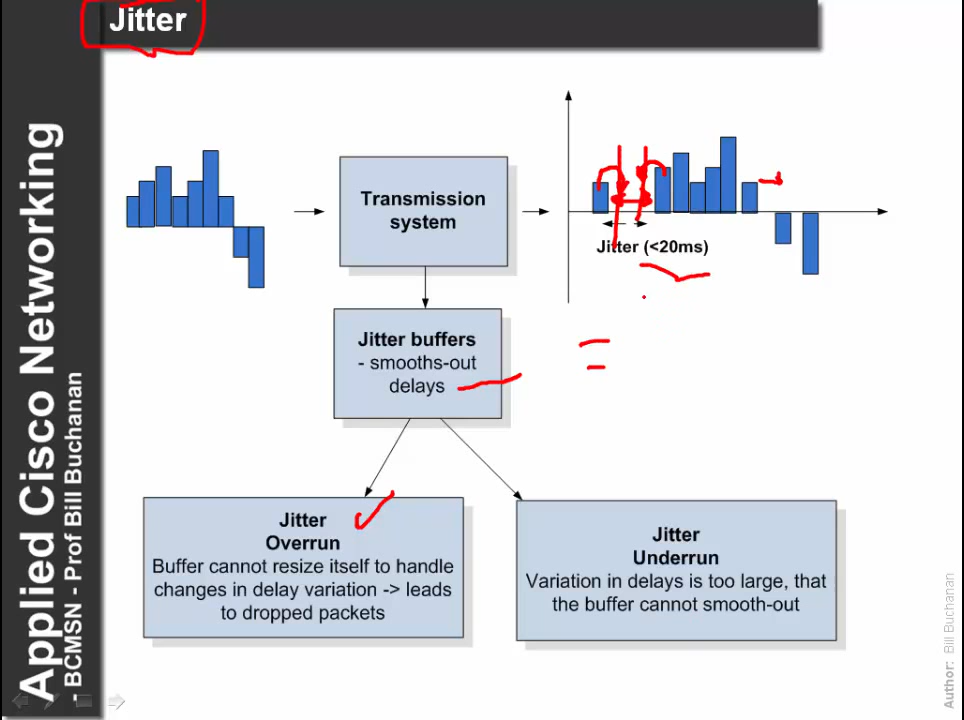 Jitter
Applied Cisco Networking
- BCMSN - Prof Bill Buchanan
Transmission
system
Jitter (<20ms)
Jitter buffers
- smooths-out
delays
Jitter
Overrun
Buffer cannot resize itself to handle
changes in delay variation -> leads
to dropped packets
Jitter
Underrun
Variation in delays is too large, that
the buffer cannot smooth-out
Author: Bill Buchanan